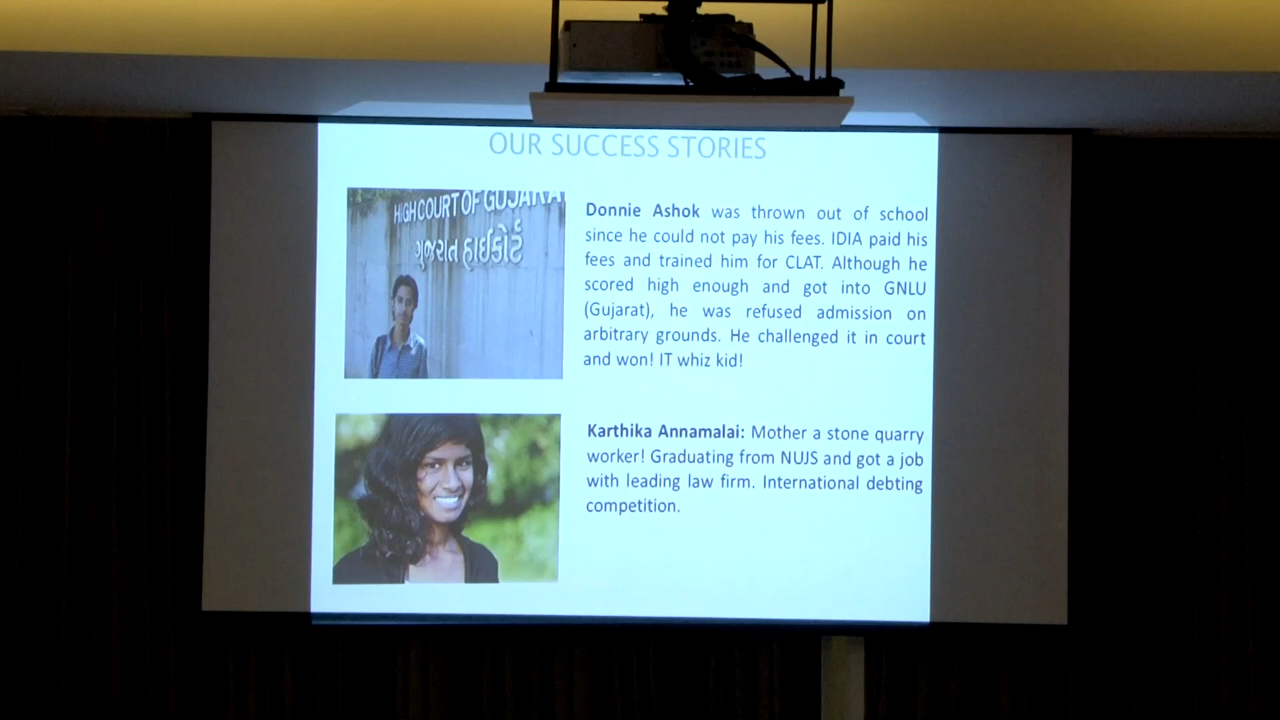 OUR SUCCESS STORIES
HIGH COURT OF GUJARAT
ગુજરાત હાઈકોર્ટ
Donnie Ashok was thrown out of school
since he could not pay his fees. IDIA paid his
fees and trained him for CLAT. Although he
scored high enough and got into GNLU
(Gujarat), he was refused admission on
arbitrary grounds. He challenged it in court
and won! IT whiz kid!
Karthika Annamalai: Mother a stone quarry
worker! Graduating from NUJS and got a job
with leading law firm. International debting
competition.